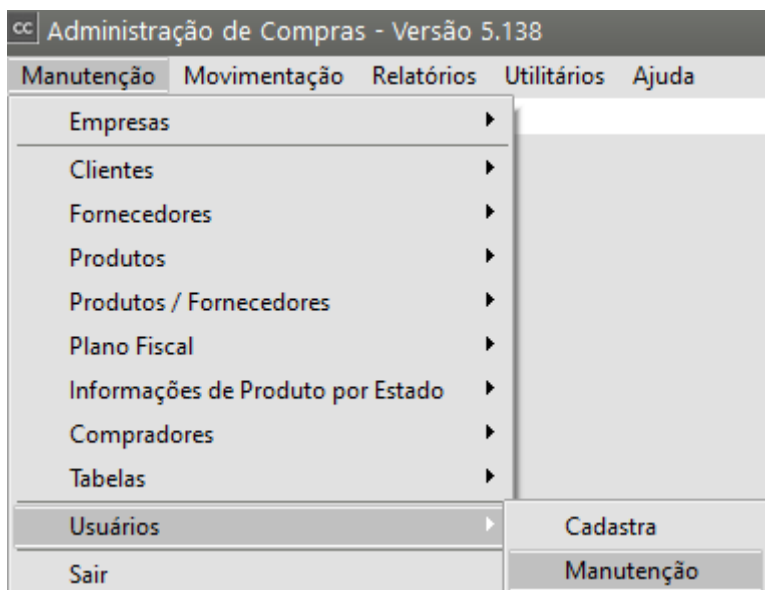 cc Administração de Compras - Versão 5.138
Manutenção Movimentação Relatórios Utilitários Ajuda
Empresas
Clientes
Fornecedores
Produtos
Produtos / Fornecedores
Plano Fiscal
Informações de Produto por Estado
Compradores
Tabelas
Usuários Cadastra
Sair Manutenção